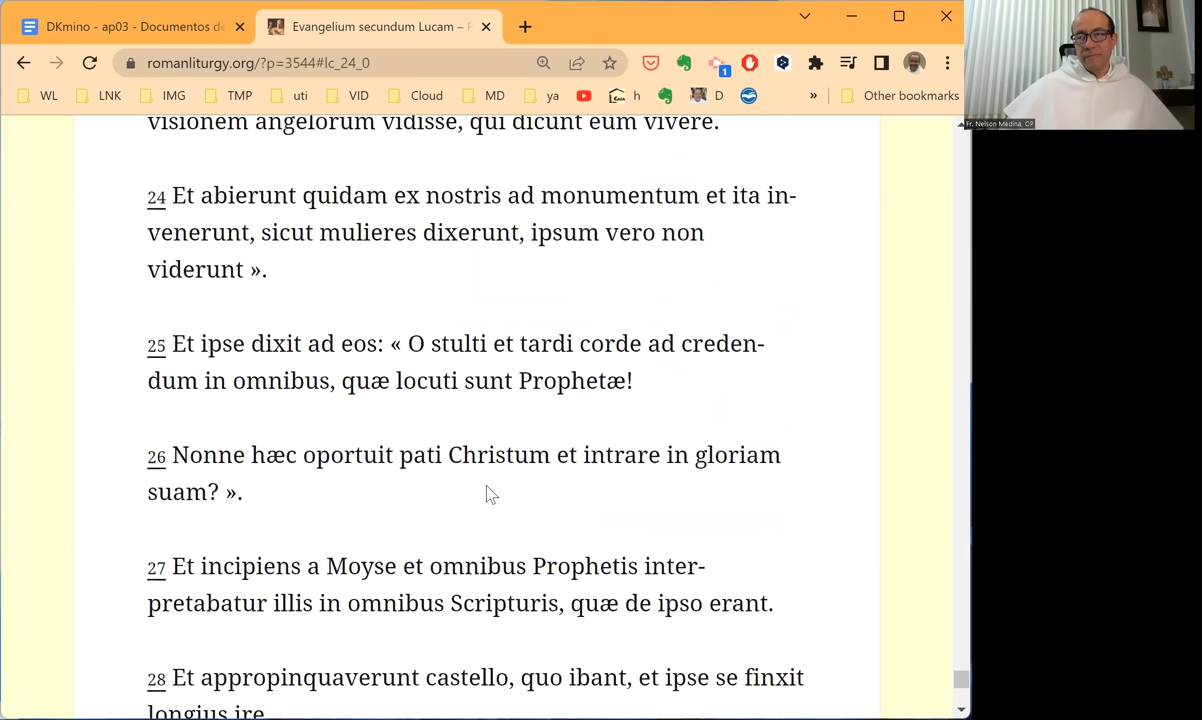 DKmino - ap03 - Documentos de
Evangelium secundum Lucam –
romanliturgy.org/?p=3544#lc_24_0
1
WL LNK IMG TMP uti VID Cloud MD ya h D » Other bookmarks
Fr. Nelson Medina, OP
visionem angelorum vidisse, qui dicunt eum vivere.
24 Et abierunt quidam ex nostris ad monumentum et ita in-
venerunt, sicut mulieres dixerunt, ipsum vero non
viderunt ».
25 Et ipse dixit ad eos: « O stulti et tardi corde ad creden-
dum in omnibus, quæ locuti sunt Prophetæ!
26 Nonne hæc oportuit pati Christum et intrare in gloriam
suam? ».
27 Et incipiens a Moyse et omnibus Prophetis inter-
pretabatur illis in omnibus Scripturis, quæ de ipso erant.
28 Et appropinquaverunt castello, quo ibant, et ipse se finxit
longius ire